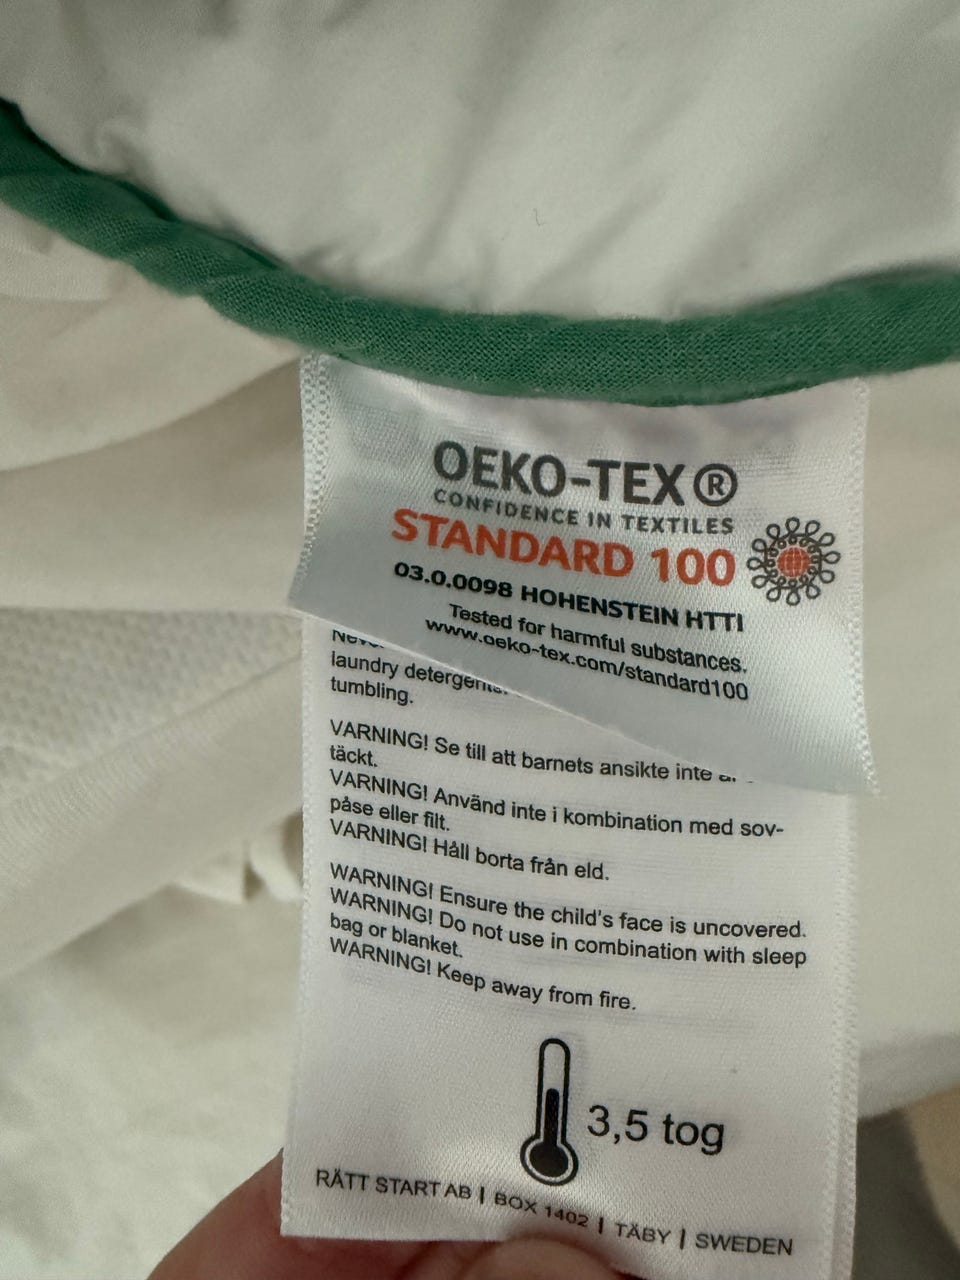 OEKO-TEX®
CONFIDENCE IN TEXTILES
STANDARD 100
03.0.0098 HOHENSTEIN HTTI
Tested for harmful substances.
www.oeko-tex.com/standard100
laundry detergents.
tumbling.
VARNING! Se till att barnets ansikte inte
täckt.
VARNING! Använd inte i kombination med sov-
påse eller filt.
VARNING! Håll borta från eld.
WARNING! Ensure the child's face is uncovered.
WARNING! Do not use in combination with sleep
bag or blanket.
WARNING! Keep away from fire.
3,5 tog
RÄTT START AB | BOX 1402 | TÄBY | SWEDEN